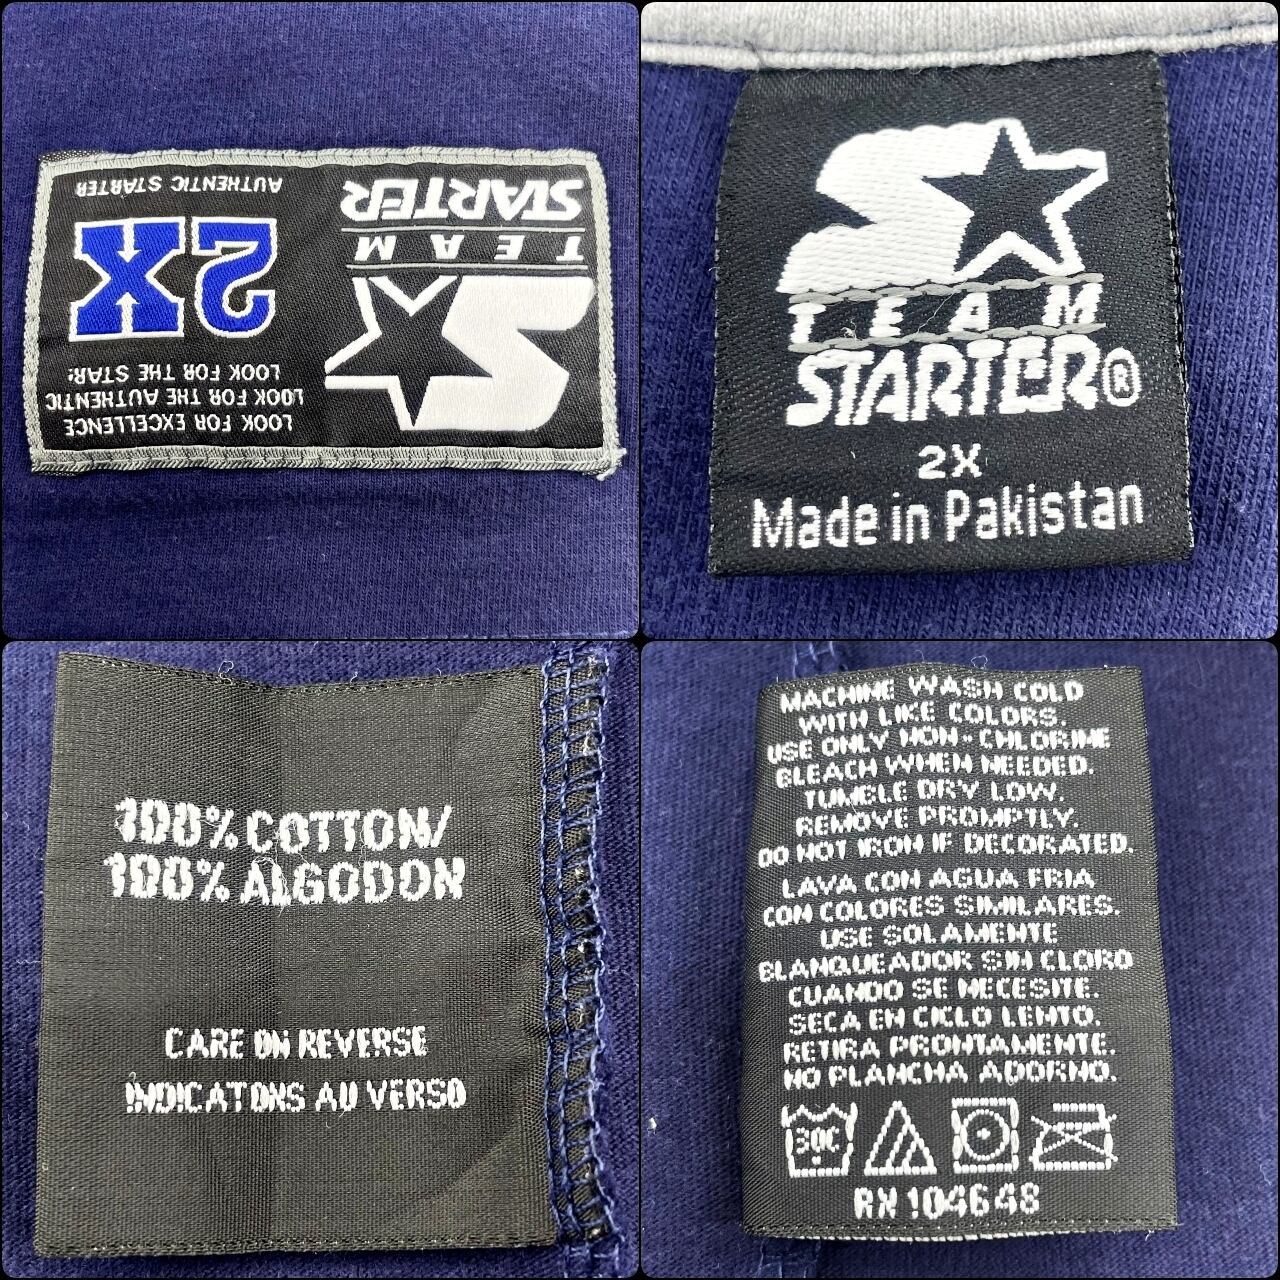 LOOK FOR EXCELLENCE
LOOK FOR THE AUTHENTIC
LOOK FOR THE STAR!
2X
AUTHENTIC STARTER
TEAM
STARTER
TEAM
STARTER®
2X
Made in Pakistan
100% COTTON/
100% ALGODON
CARE ON REVERSE
INDICATONS AU VERSO
MACHINE WASH COLD
WITH LIKE COLORS.
USE ONLY NON-CHLORINE
BLEACH WHEN NEEDED.
TUMBLE DRY LOW.
REMOVE PROMPTLY.
DO NOT IRON IF DECORATED.
LAVA CON AGUA FRIA
CON COLORES SIMILARES.
USE SOLAMENTE
BLANQUEADOR SIN CLORO
CUANDO SE NECESITE.
SECA EN CICLO LENTO.
RETIRA PRONTAMENTE.
NO PLANCHA ADORNO.
30C
RN 104648